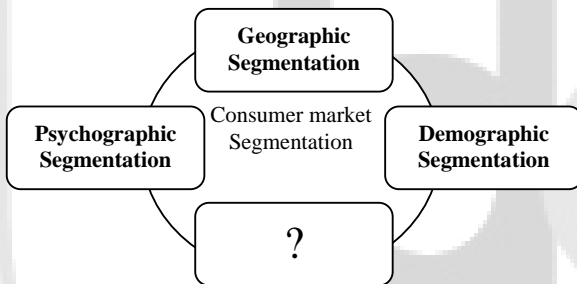 Geographic
Segmentation
Consumer market
Segmentation
Psychographic
Segmentation
Demographic
Segmentation
?